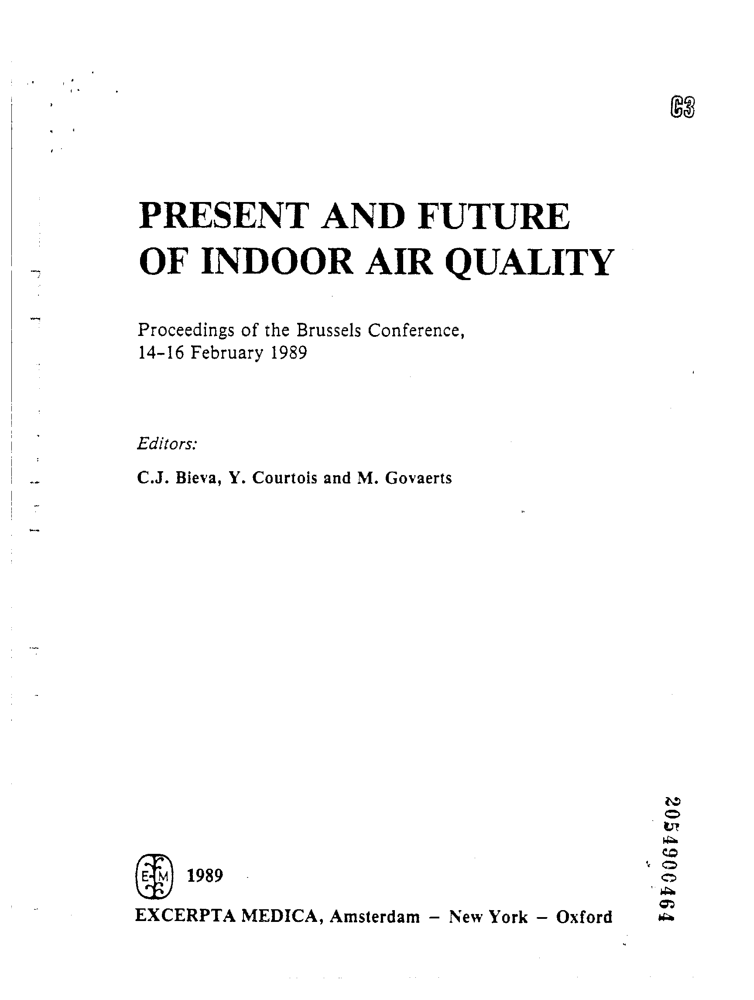 C3
PRESENT AND FUTURE
OF INDOOR AIR QUALITY
Proceedings of the Brussels Conference,
14-16 February 1989
Editors:
C.J. Bieva, Y. Courtois and M. Govaerts
E M 1989
EXCERPTA MEDICA, Amsterdam – New York – Oxford
2054900464